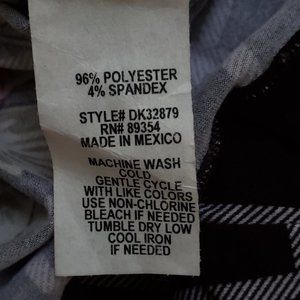 96% POLYESTER
4% SPANDEX
STYLE# DK32879
RN# 89354
MADE IN MEXICO
MACHINE WASH
COLD
GENTLE CYCLE
WITH LIKE COLORS
USE NON-CHLORINE
BLEACH IF NEEDED
TUMBLE DRY LOW
COOL IRON
IF NEEDED